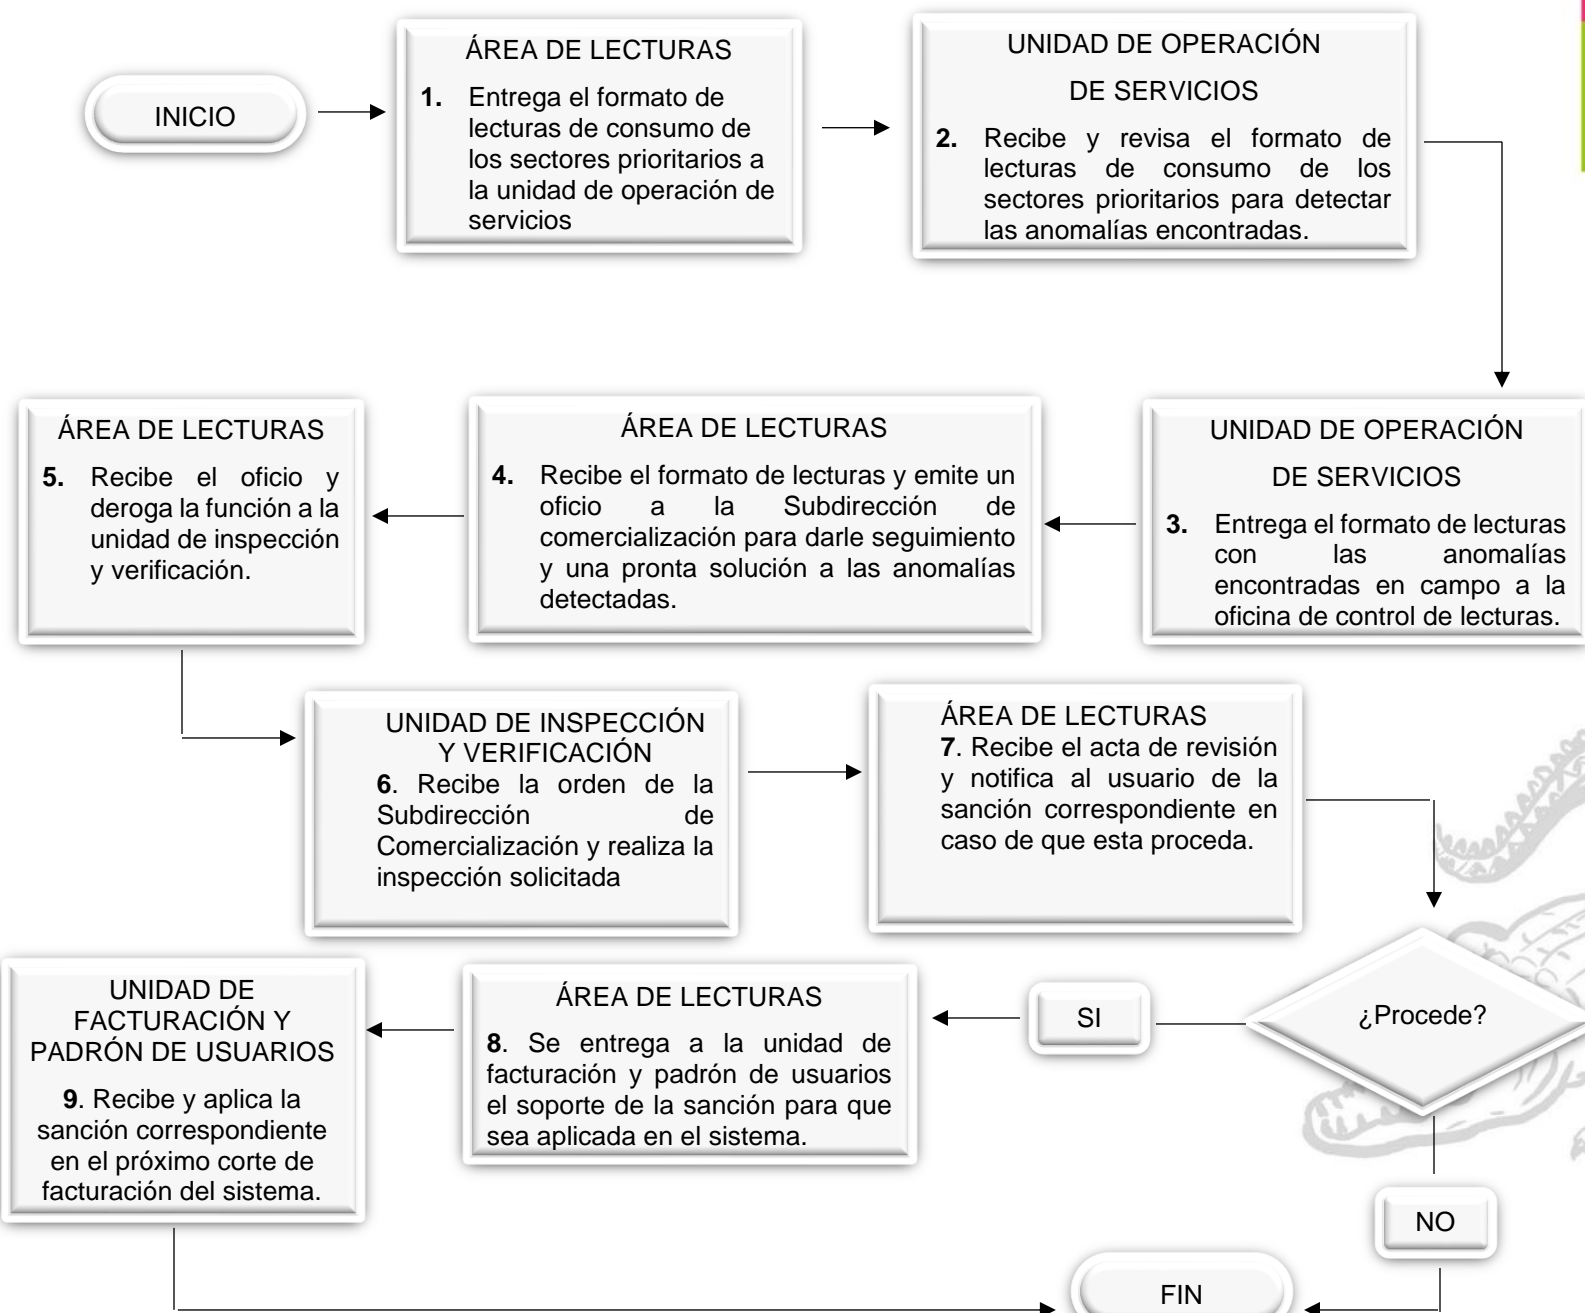 INICIO
ÁREA DE LECTURAS
1. Entrega el formato de
lecturas de consumo de
los sectores prioritarios a
la unidad de operación de
servicios
UNIDAD DE OPERACIÓN
DE SERVICIOS
2. Recibe y revisa el formato de
lecturas de consumo de los
sectores prioritarios para detectar
las anomalías encontradas.
UNIDAD DE OPERACIÓN
DE SERVICIOS
3. Entrega el formato de lecturas
con las anomalías
encontradas en campo a la
oficina de control de lecturas.
ÁREA DE LECTURAS
4. Recibe el formato de lecturas y emite un
oficio a la Subdirección de
comercialización para darle seguimiento
y una pronta solución a las anomalías
detectadas.
ÁREA DE LECTURAS
5. Recibe el oficio y
deroga la función a la
unidad de inspección
y verificación.
UNIDAD DE INSPECCIÓN
Y VERIFICACIÓN
6. Recibe la orden de la
Subdirección de
Comercialización y realiza la
inspección solicitada
ÁREA DE LECTURAS
7. Recibe el acta de revisión
y notifica al usuario de la
sanción correspondiente en
caso de que esta proceda.
¿Procede?
SI
ÁREA DE LECTURAS
8. Se entrega a la unidad de
facturación y padrón de usuarios
el soporte de la sanción para que
sea aplicada en el sistema.
UNIDAD DE
FACTURACIÓN Y
PADRÓN DE USUARIOS
9. Recibe y aplica la
sanción correspondiente
en el próximo corte de
facturación del sistema.
NO
FIN